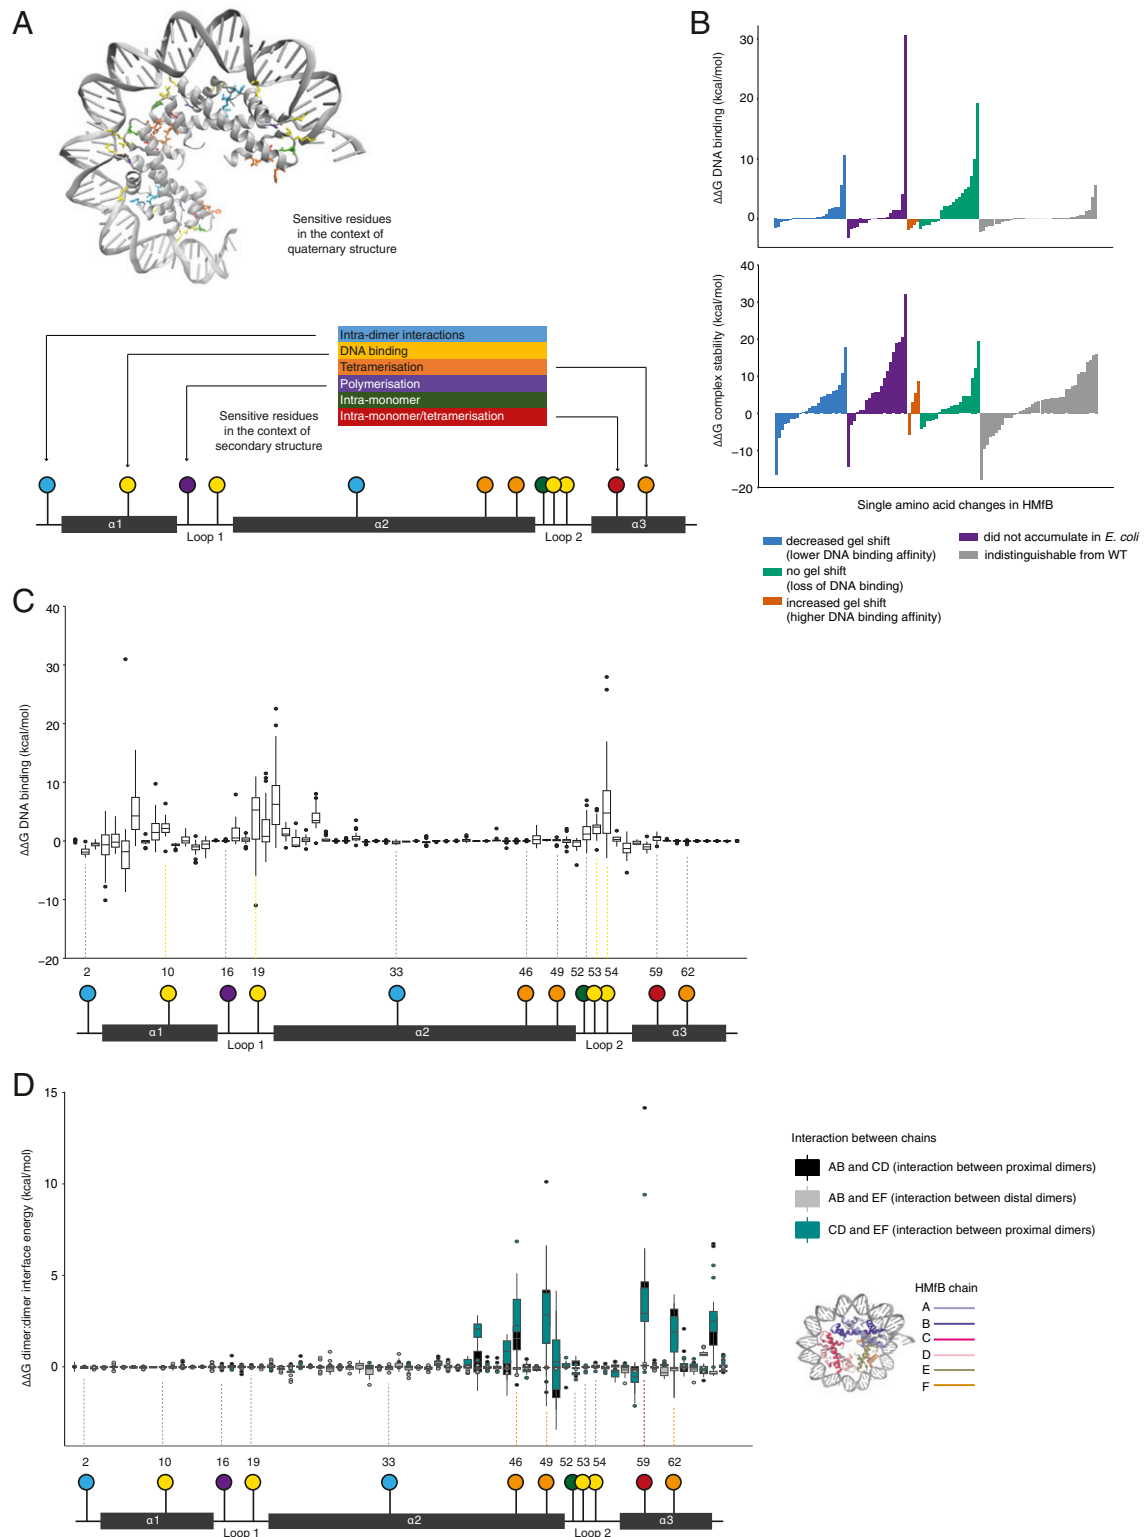 A
Sensitive residues
in the context of
quaternary structure
Intra-dimer interactions
DNA binding
Tetramerisation
Polymerisation
Intra-monomer
Intra-monomer/tetramerisation
Sensitive residues
in the context of
secondary structure
α1
Loop 1
α2
Loop 2
α3
B
ΔΔG DNA binding (kcal/mol)
30
20
10
0
ΔΔG complex stability (kcal/mol)
40
30
20
10
0
−10
−20
Single amino acid changes in HMfB
decreased gel shift
(lower DNA binding affinity)
no gel shift
(loss of DNA binding)
increased gel shift
(higher DNA binding affinity)
did not accumulate in E. coli
indistinguishable from WT
C
ΔΔG DNA binding (kcal/mol)
40
30
20
10
0
−10
−20
2 10 16 19 33 46 49 52 53 54 59 62
α1
Loop 1
α2
Loop 2
α3
D
ΔΔG dimer:dimer interface energy (kcal/mol)
15
10
5
0
2 10 16 19 33 46 49 52 53 54 59 62
α1
Loop 1
α2
Loop 2
α3
Interaction between chains
AB and CD (interaction between proximal dimers)
AB and EF (interaction between distal dimers)
CD and EF (interaction between proximal dimers)
HMfB chain
A
B
C
D
E
F